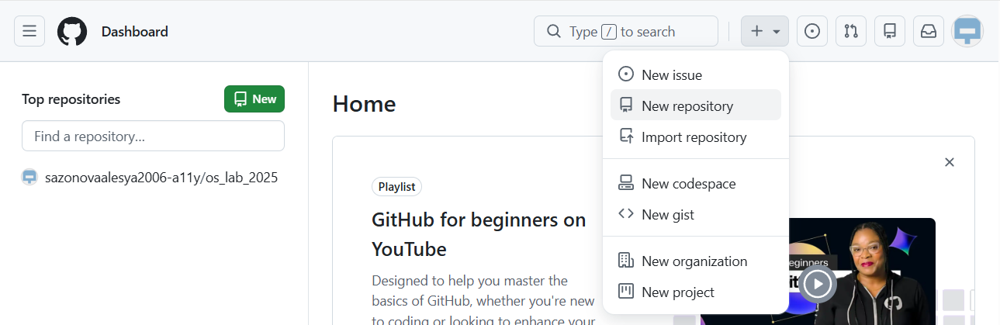 Dashboard
Type / to search
Top repositories
New
Find a repository...
sazonovaalesya2006-a11y/os_lab_2025
Home
New issue
New repository
Import repository
New codespace
New gist
New organization
New project
Playlist
GitHub for beginners on
YouTube
Designed to help you master the
basics of GitHub, whether you're new
to coding or looking to enhance your
eginners
it